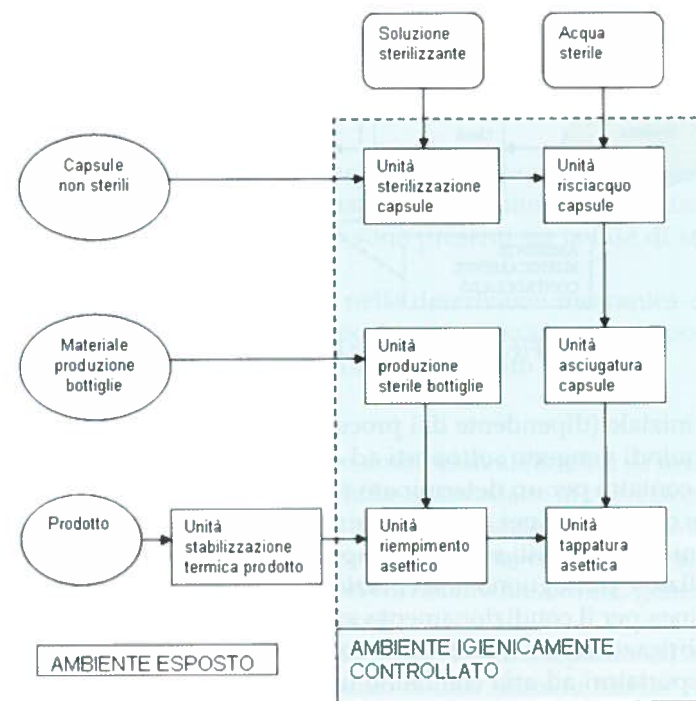 Soluzione
sterilizzante
Acqua
sterile
Capsule
non sterili
Unità
sterilizzazione
capsule
Unità
risciacquo
capsule
Materiale
produzione
bottiglie
Unità
produzione
sterile bottiglie
Unità
asciugatura
capsule
Prodotto
Unità
stabilizzazione
termica prodotto
Unità
riempimento
asettico
Unità
tappatura
asettica
AMBIENTE ESPOSTO
AMBIENTE IGIENICAMENTE
CONTROLLATO